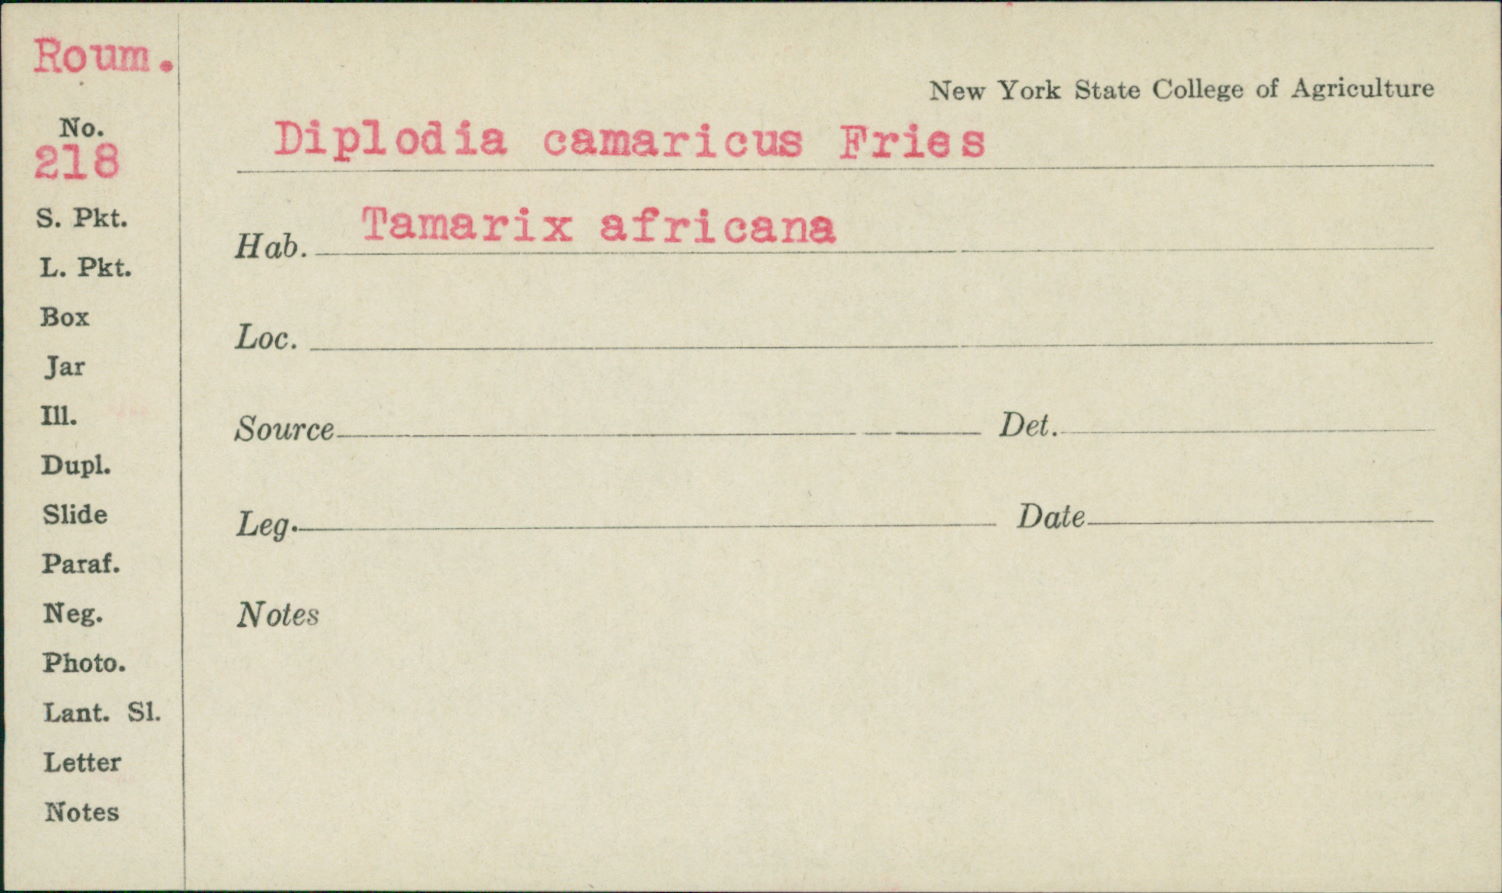 Roum.
New York State College of Agriculture
No.
218
Diplodia camaricus Fries
S. Pkt.
Hab. Tamarix africana
L. Pkt.
Box
Loc.
Jar
Ill.
Source Det.
Dupl.
Slide
Leg. Date
Paraf.
Neg.
Notes
Photo.
Lant. Sl.
Letter
Notes